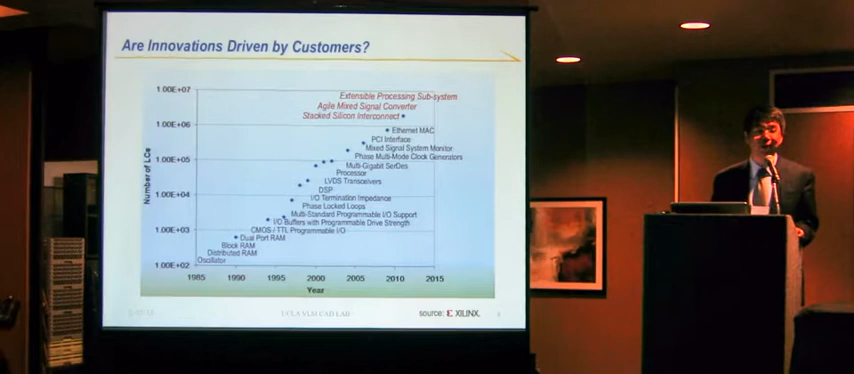 Are Innovations Driven by Customers?
1.00E+07
Extensible Processing Sub-system
Agile Mixed Signal Converter
Stacked Silicon Interconnect
1.00E+06
Ethernet MAC
PCI Interface
Mixed Signal System Monitor
1.00E+05
Phase Multi-Mode Clock Generators
Multi-Gigabit SerDes
Processor
LVDS Transceivers
DSP
1.00E+04
I/O Termination Impedance
Phase Locked Loops
Multi-Standard Programmable I/O Support
I/O Buffers with Programmable Drive Strength
1.00E+03
CMOS / TTL Programmable I/O
Dual Port RAM
Block RAM
Distributed RAM
Oscillator
1.00E+02
Number of LCs
1985 1990 1995 2000 2005 2010 2015
Year
UCLA VLSI CAD LAB
source: XILINX.